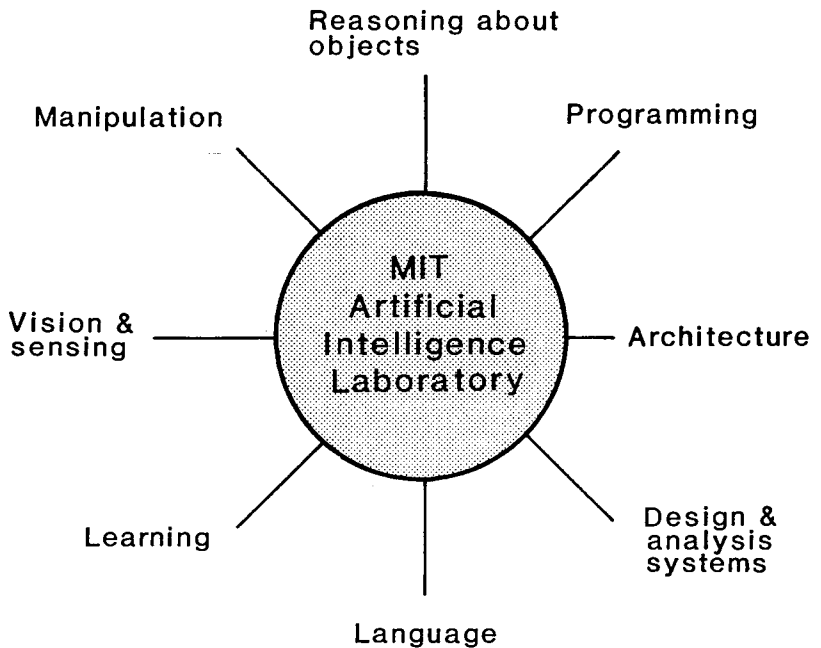 Reasoning about
objects
Manipulation
Programming
MIT
Artificial
Intelligence
Laboratory
Vision &
sensing
Architecture
Learning
Design &
analysis
systems
Language